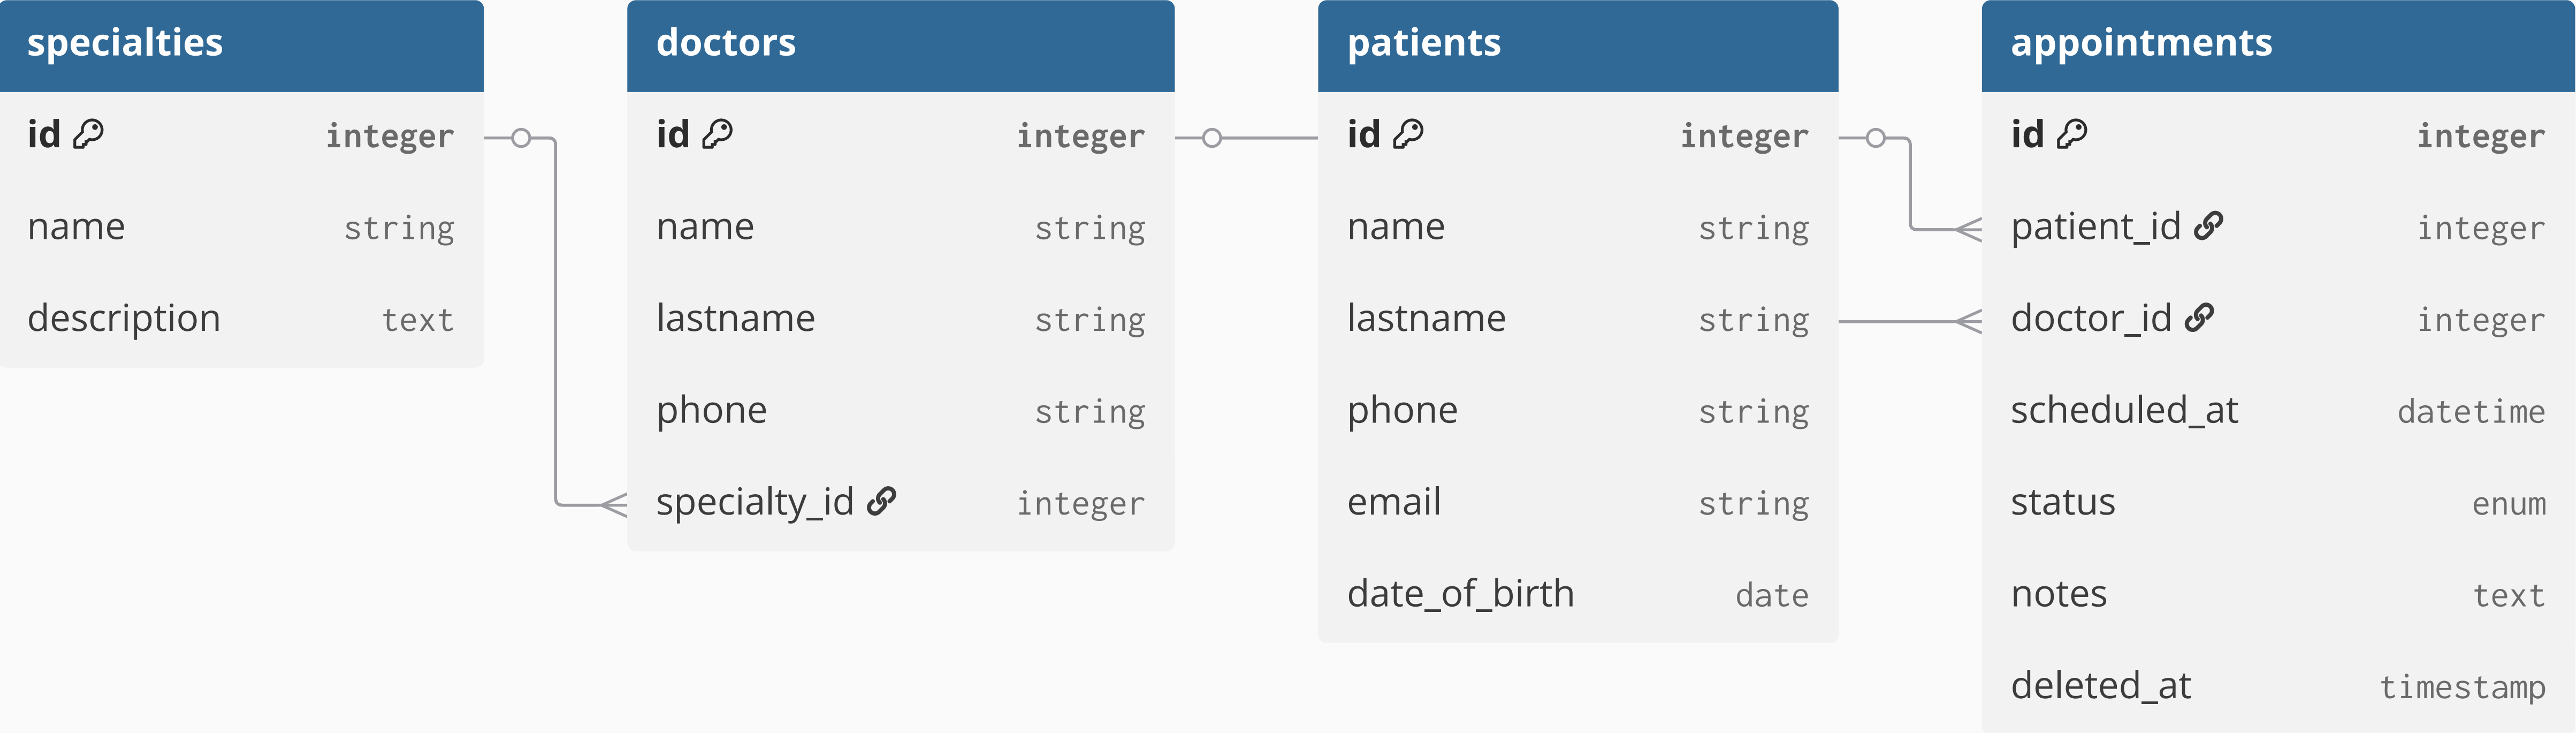 specialties
id integer
name string
description text
doctors
id integer
name string
lastname string
phone string
specialty_id integer
patients
id integer
name string
lastname string
phone string
email string
date_of_birth date
appointments
id integer
patient_id integer
doctor_id integer
scheduled_at datetime
status enum
notes text
deleted_at timestamp